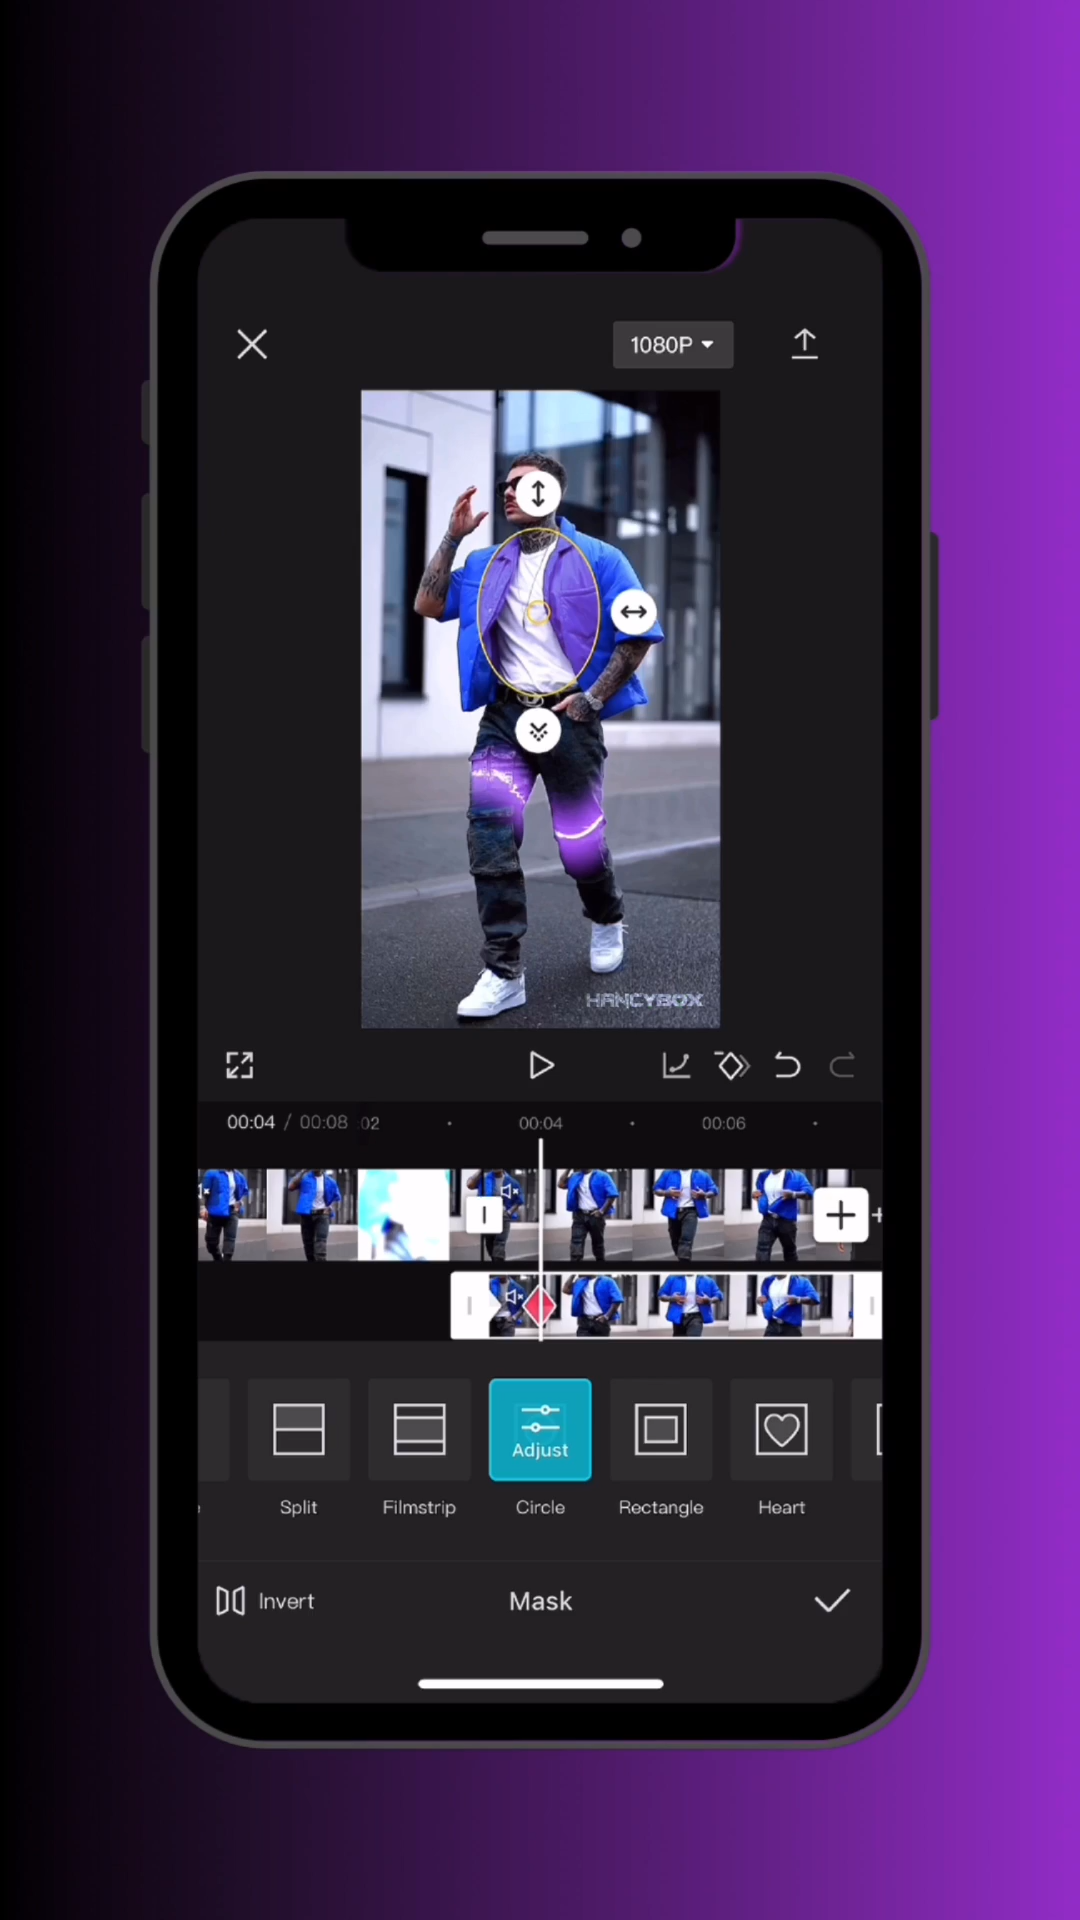 1080P
HANCYBOX
00:04 / 00:08 :02 00:04 00:06
Adjust
Split Filmstrip Circle Rectangle Heart
Invert Mask